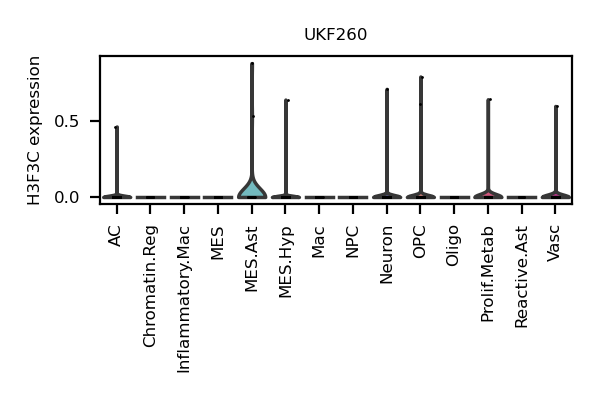 UKF260
H3F3C expression
0.5
0.0
AC
Chromatin.Reg
Inflammatory.Mac
MES
MES.Ast
MES.Hyp
Mac
NPC
Neuron
OPC
Oligo
Prolif.Metab
Reactive.Ast
Vasc